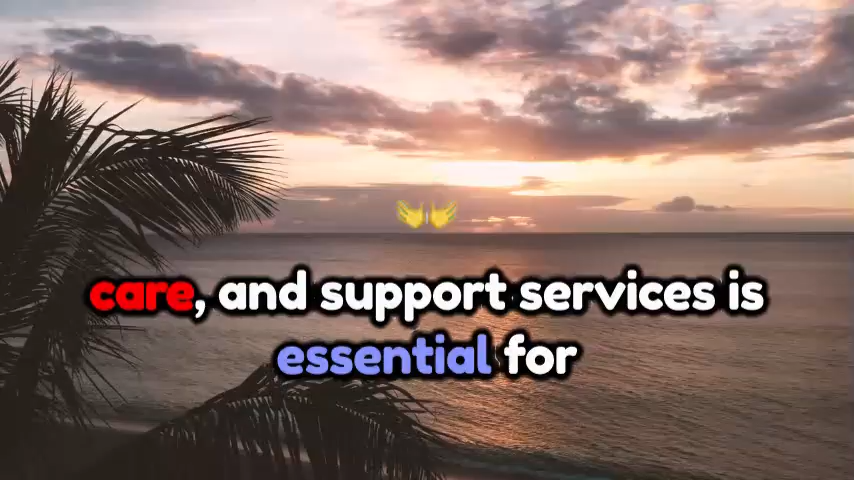 care, and support services is
essential for